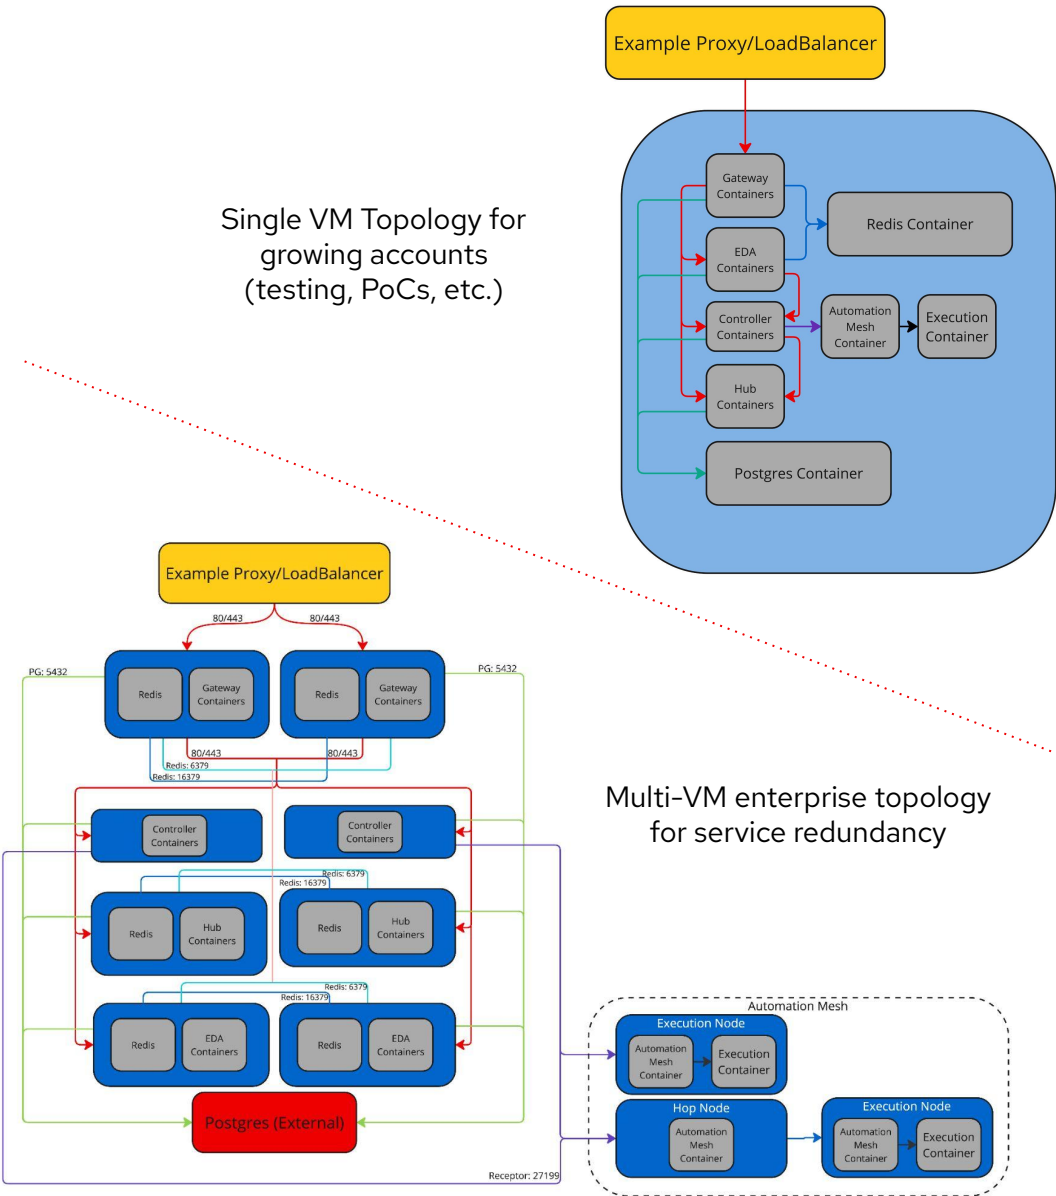 Example Proxy/LoadBalancer
Gateway
Containers
Redis Container
EDA
Containers
Controller
Containers
Automation
Mesh
Container
Execution
Container
Hub
Containers
Postgres Container
Single VM Topology for
growing accounts
(testing, PoCs, etc.)
Example Proxy/LoadBalancer
80/443
80/443
PG: 5432
PG: 5432
Redis
Gateway
Containers
Redis
Gateway
Containers
80/443
80/443
Redis: 6379
Redis: 16379
Multi-VM enterprise topology
for service redundancy
Controller
Containers
Controller
Containers
Redis: 6379
Redis: 16379
Redis
Hub
Containers
Redis
Hub
Containers
Redis: 6379
Redis: 16379
Redis
EDA
Containers
Redis
EDA
Containers
Postgres (External)
Receptor: 27199
Automation Mesh
Execution Node
Automation
Mesh
Container
Execution
Container
Hop Node
Automation
Mesh
Container
Execution Node
Automation
Mesh
Container
Execution
Container